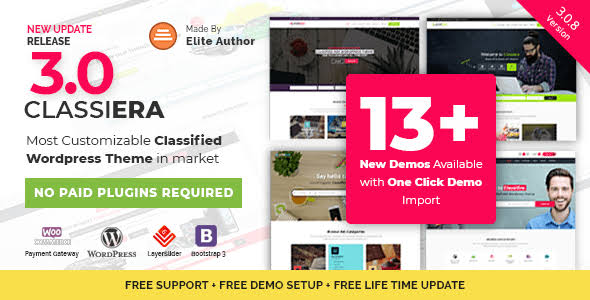 NEW UPDATE
RELEASE
3.0
CLASSIERA
Most Customizable Classified
Wordpress Theme in market
NO PAID PLUGINS REQUIRED
WOO
COMMERCE
Payment Gateway
WORDPRESS
LayerSlider
B
Bootstrap 3
Made By
Elite Author
3.0.8
Version
13+
New Demos Available
with One Click Demo
Import
FREE SUPPORT + FREE DEMO SETUP + FREE LIFE TIME UPDATE